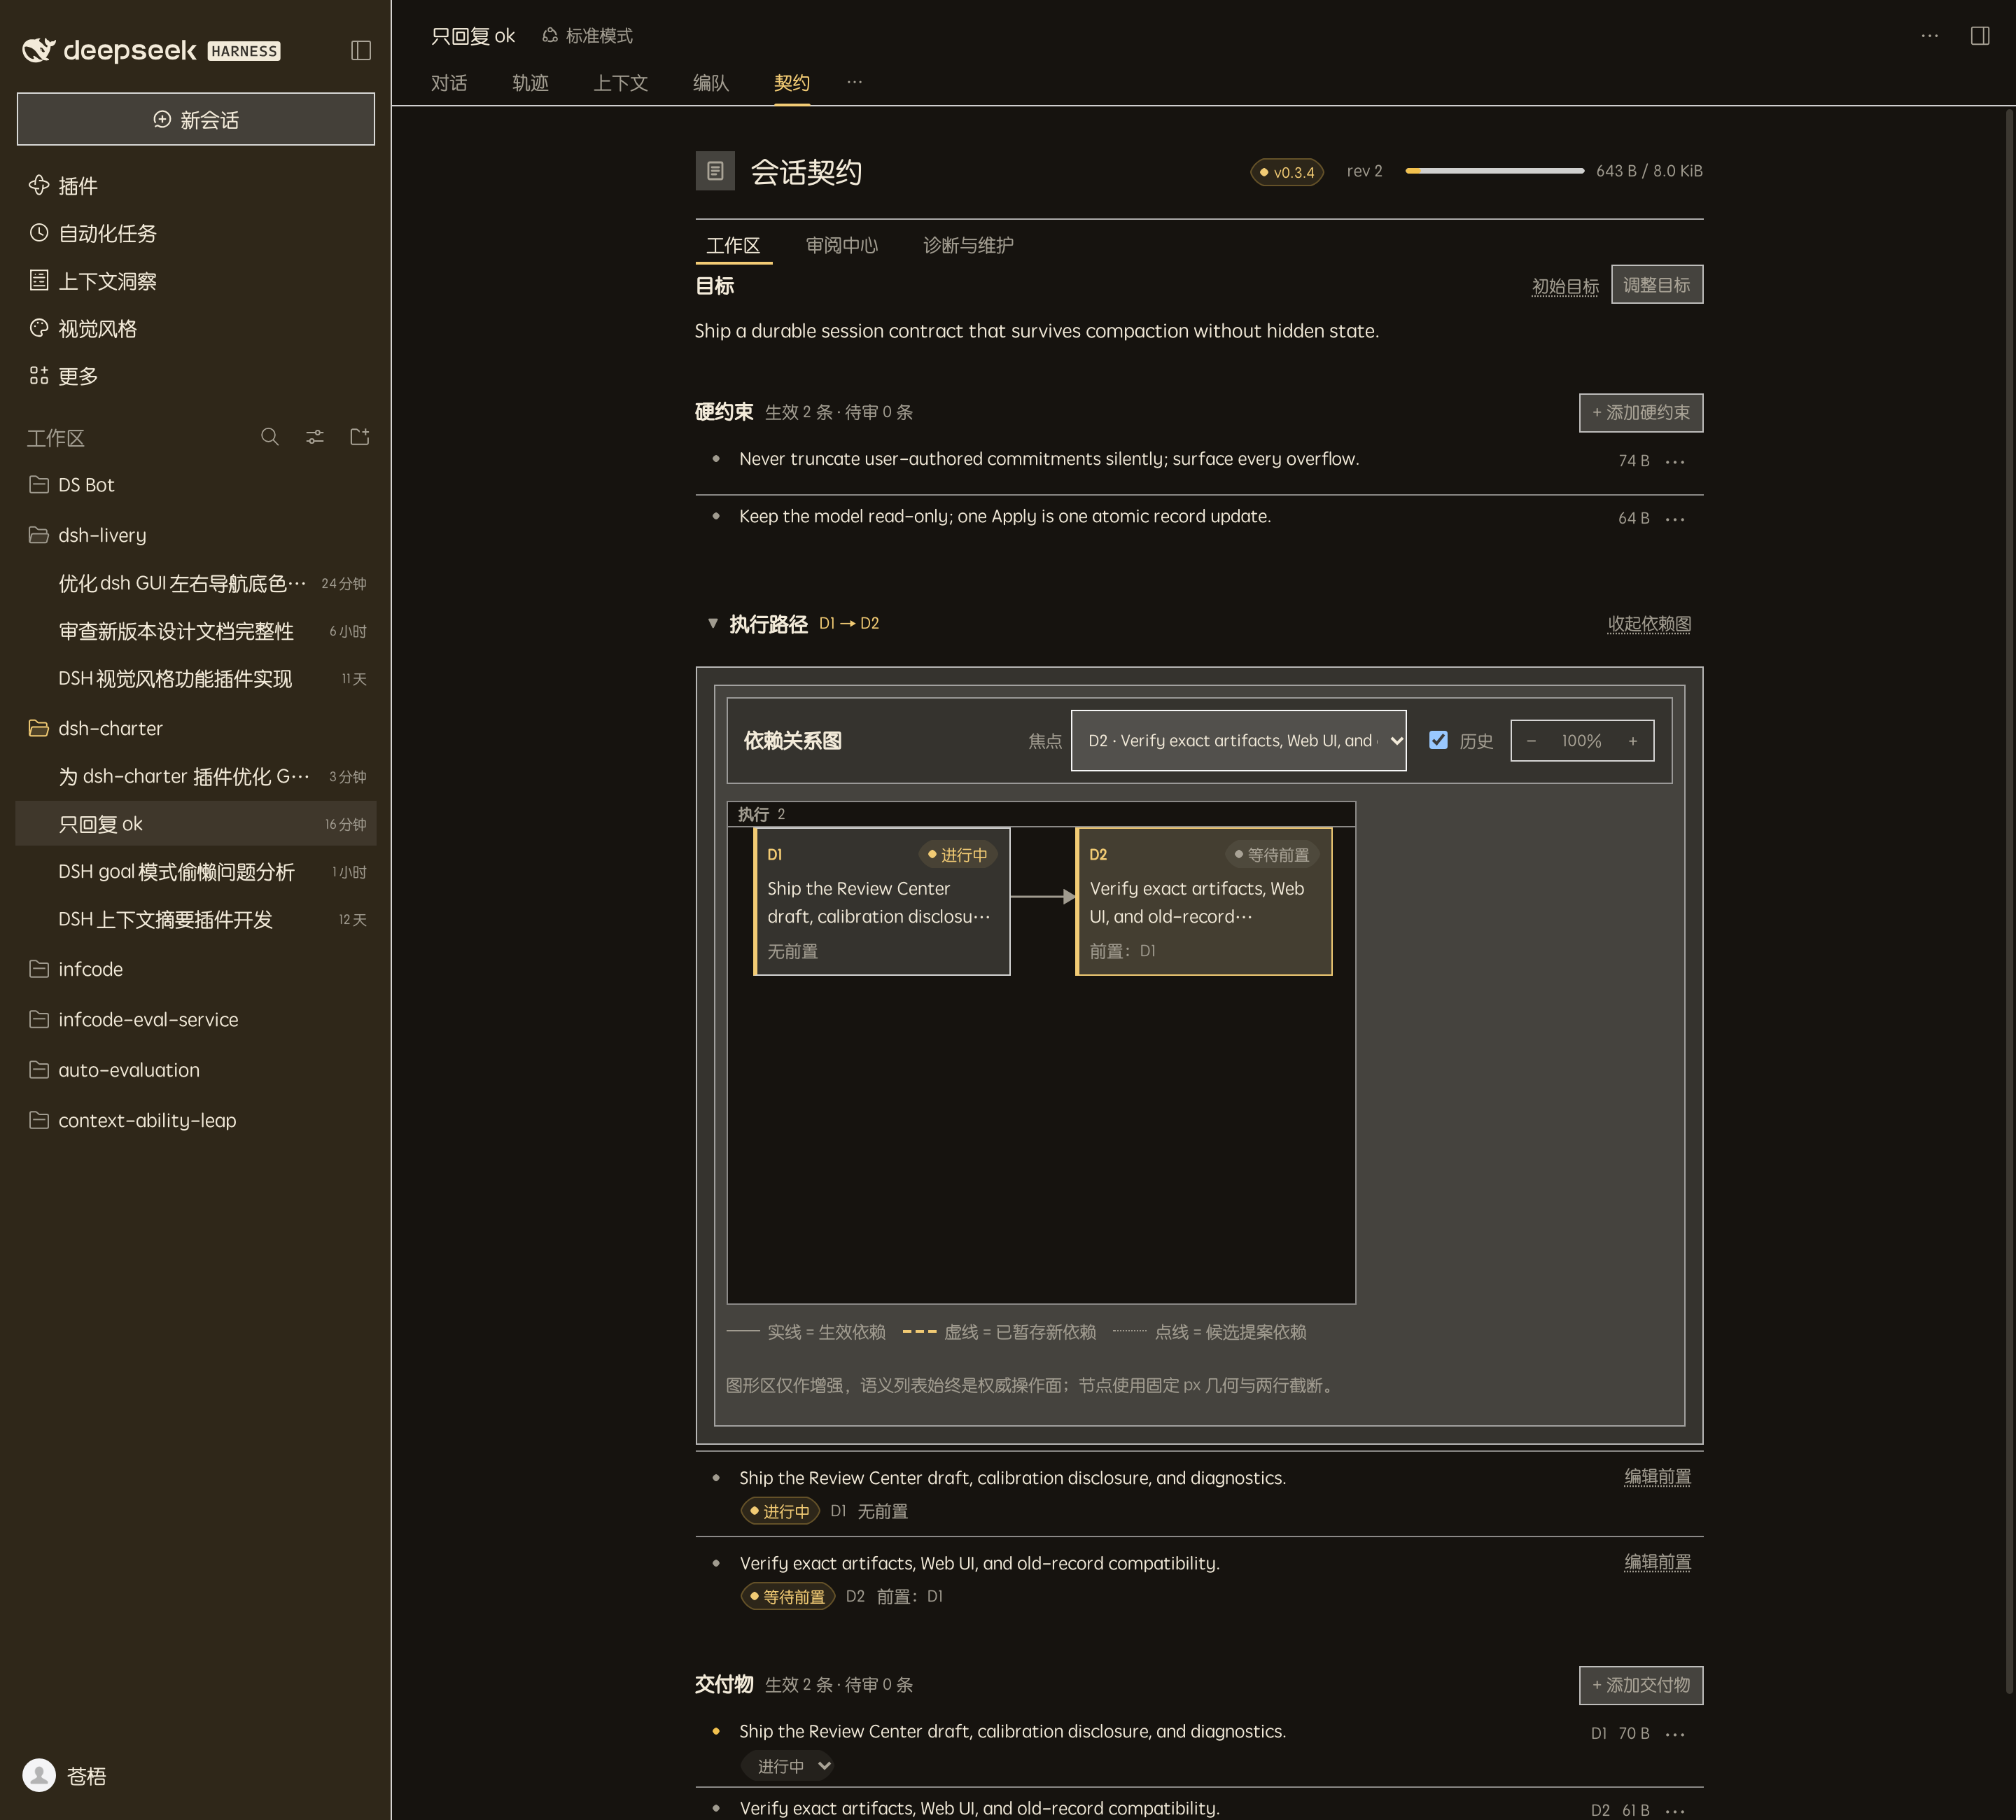 deepseek HARNESS
新会话
插件
自动化任务
上下文洞察
视觉风格
更多
工作区
DS Bot
dsh-livery
优化 dsh GUI 左右导航底色… 24分钟
审查新版本设计文档完整性 6小时
DSH 视觉风格功能插件实现 11天
dsh-charter
为 dsh-charter 插件优化 G… 3分钟
只回复 ok 16分钟
DSH goal 模式偷懒问题分析 1小时
DSH 上下文摘要插件开发 12天
infcode
infcode-eval-service
auto-evaluation
context-ability-leap
苍梧
只回复 ok 标准模式
对话 轨迹 上下文 编队 契约 …
会话契约 v0.3.4 rev 2 643 B / 8.0 KiB
工作区 审阅中心 诊断与维护
目标 初始目标 调整目标
Ship a durable session contract that survives compaction without hidden state.
硬约束 生效 2 条 · 待审 0 条 + 添加硬约束
Never truncate user-authored commitments silently; surface every overflow. 74 B …
Keep the model read-only; one Apply is one atomic record update. 64 B …
▼ 执行路径 D1 → D2 收起依赖图
依赖关系图 焦点 D2 · Verify exact artifacts, Web UI, and 历史 − 100% +
执行 2
D1 进行中
Ship the Review Center
draft, calibration disclosu…
无前置
D2 等待前置
Verify exact artifacts, Web
UI, and old-record…
前置：D1
实线 = 生效依赖 虚线 = 已暂存新依赖 点线 = 候选提案依赖
图形区仅作增强，语义列表始终是权威操作面；节点使用固定 px 几何与两行截断。
Ship the Review Center draft, calibration disclosure, and diagnostics. 编辑前置
进行中 D1 无前置
Verify exact artifacts, Web UI, and old-record compatibility. 编辑前置
等待前置 D2 前置：D1
交付物 生效 2 条 · 待审 0 条 + 添加交付物
Ship the Review Center draft, calibration disclosure, and diagnostics. D1 70 B …
进行中
Verify exact artifacts, Web UI, and old-record compatibility. D2 61 B …